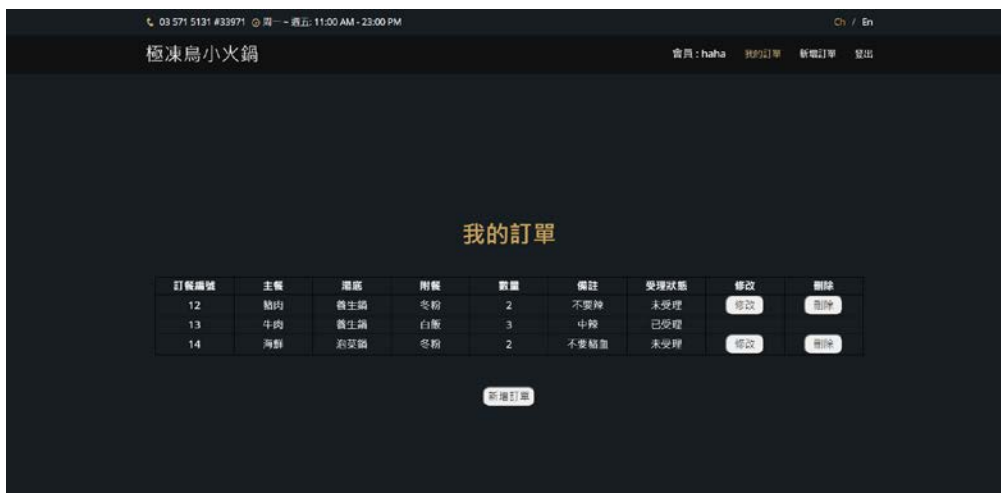 03 571 5131 #33971 周一 ~ 週五: 11:00 AM - 23:00 PM Ch / En
極凍鳥小火鍋 會員 : haha 我的訂單 新增訂單 登出
我的訂單
訂餐編號 主餐 湯底 附餐 數量 備註 受理狀態 修改 刪除
12 豬肉 養生鍋 冬粉 2 不要辣 未受理 修改 刪除
13 牛肉 養生鍋 白飯 3 中辣 已受理
14 海鮮 泡菜鍋 冬粉 2 不要豬血 未受理 修改 刪除
新增訂單